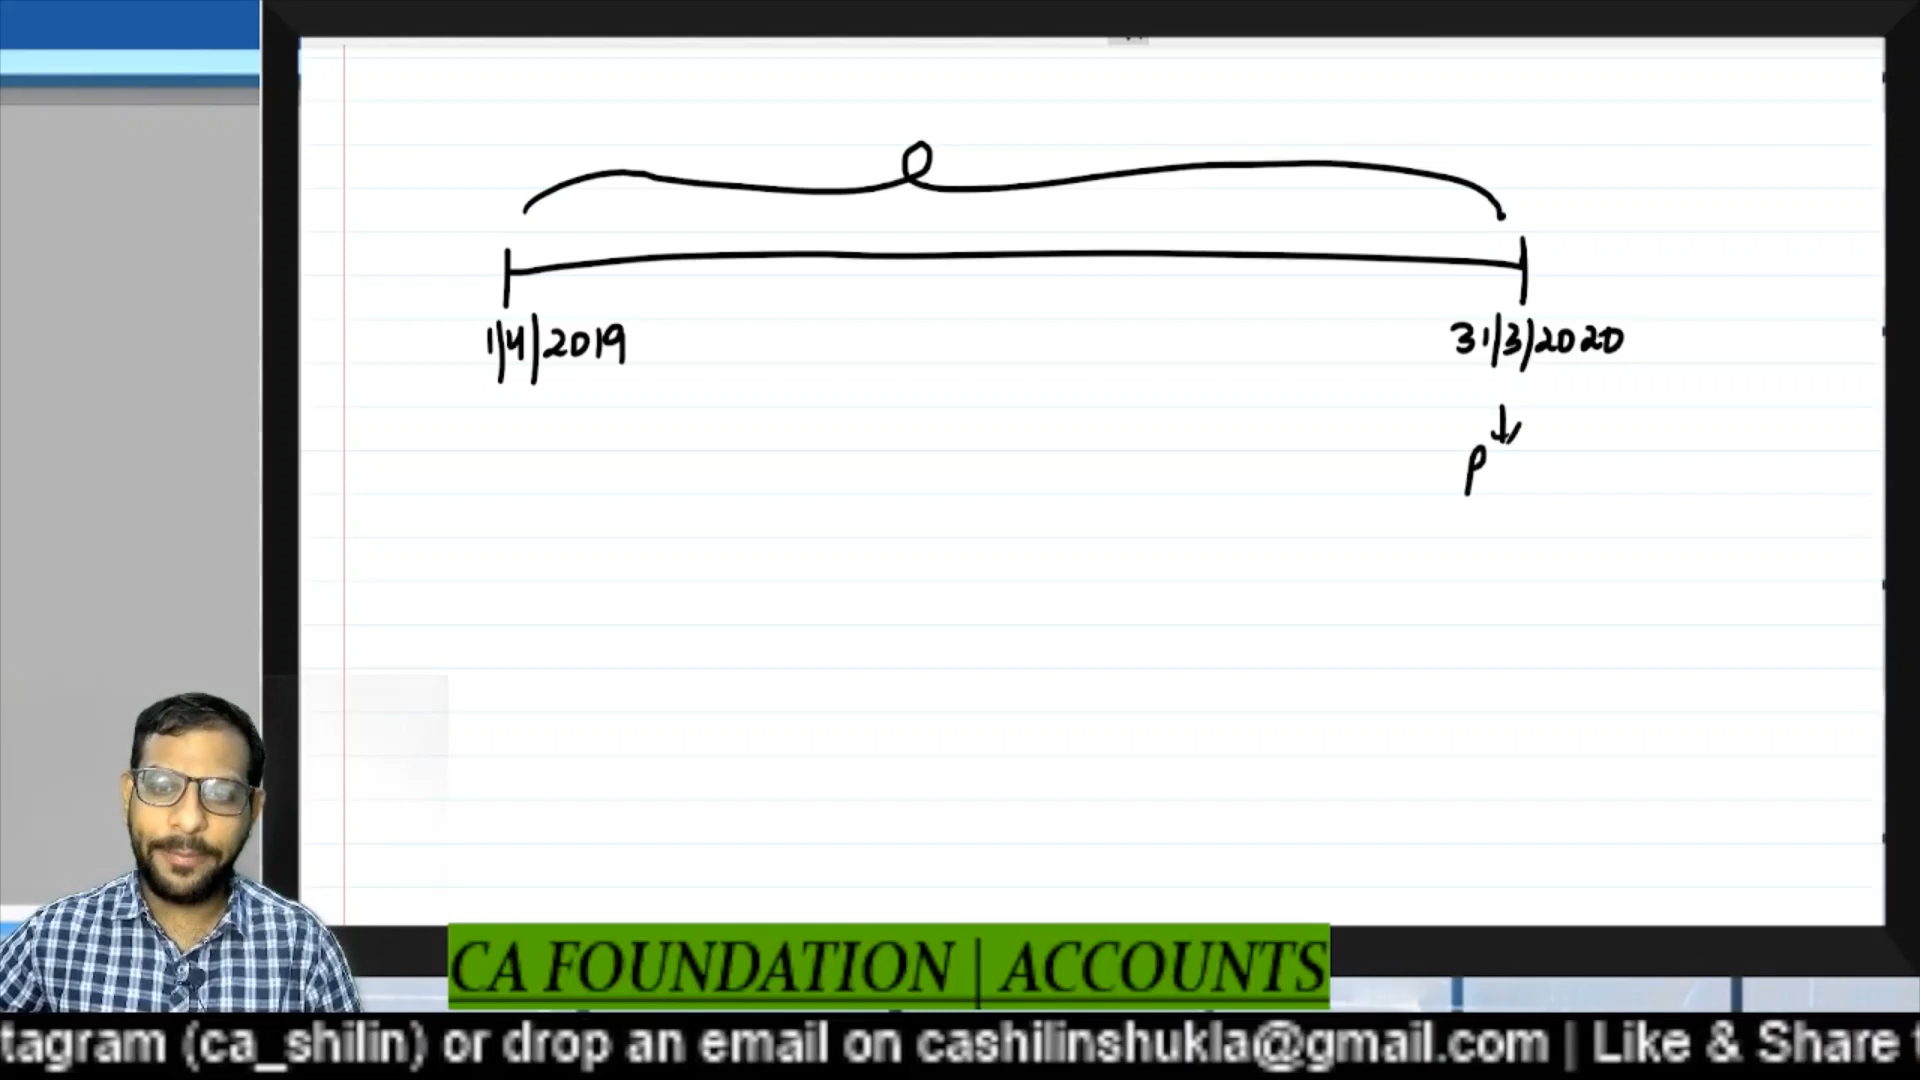 1/4/2019
31/3/2020
P
CA FOUNDATION | ACCOUNTS
tagram (ca_shilin) or drop an email on cashilinshukla@gmail.com | Like & Share t